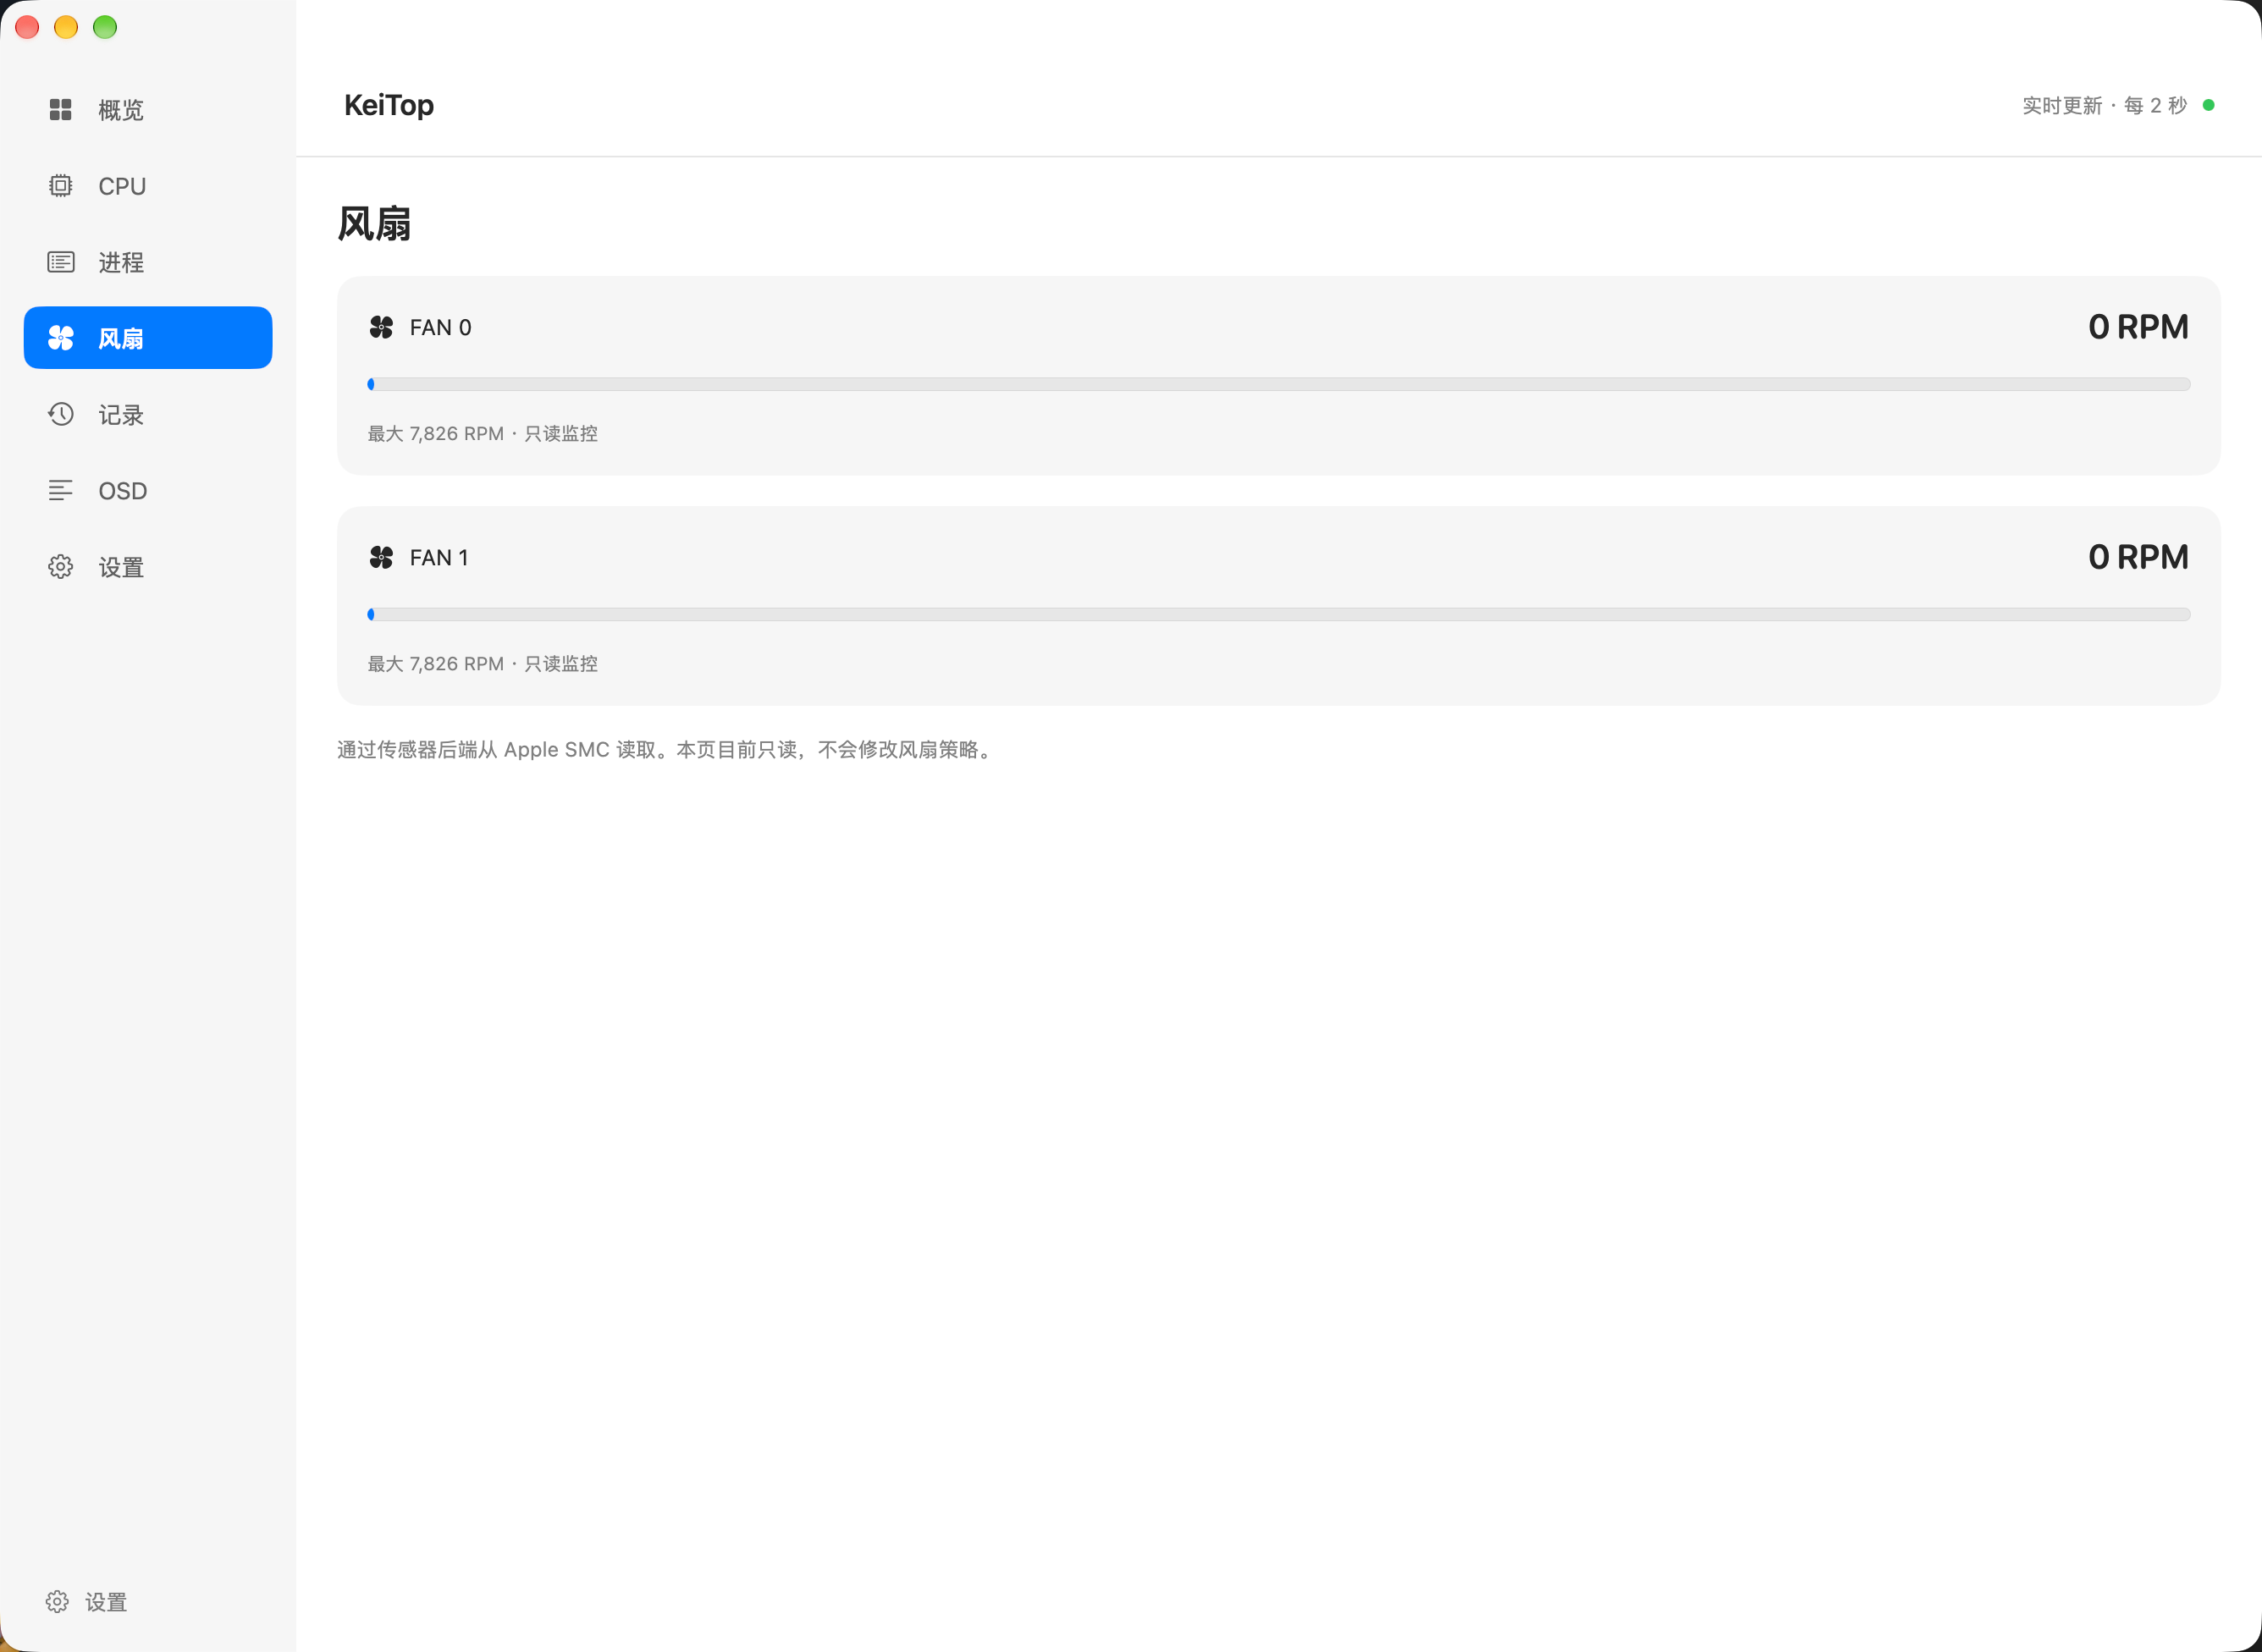 概览
CPU
进程
风扇
记录
OSD
设置
设置
KeiTop
实时更新 · 每 2 秒
风扇
FAN 0
0 RPM
最大 7,826 RPM · 只读监控
FAN 1
0 RPM
最大 7,826 RPM · 只读监控
通过传感器后端从 Apple SMC 读取。本页目前只读，不会修改风扇策略。